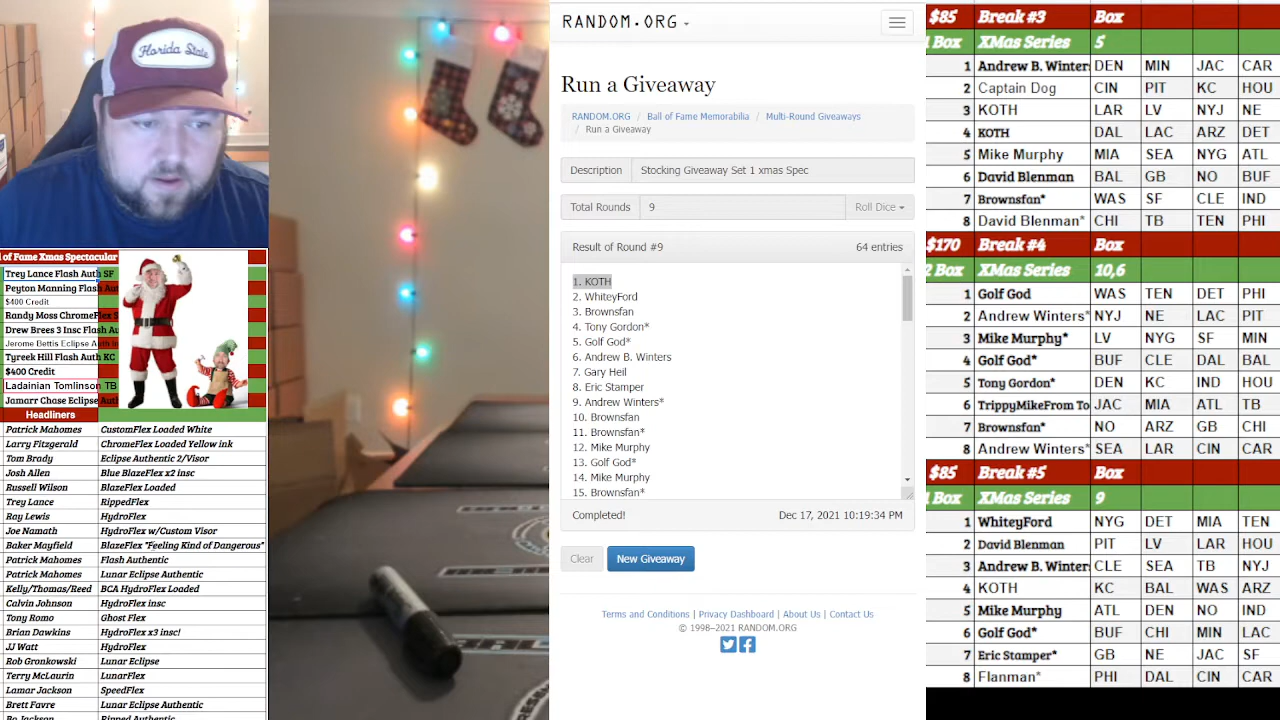 Florida State
l of Fame Xmas Spectacular
Trey Lance Flash Auth SF
Peyton Manning Flash Aut
$400 Credit
Randy Moss ChromeFlex S
Drew Brees 3 Insc Flash Au
Jerome Bettis Eclipse Auth In
Tyreek Hill Flash Auth KC
$400 Credit
Ladainian Tomlinson TB
Jamarr Chase Eclipse Auth
Headliners
Patrick Mahomes CustomFlex Loaded White
Larry Fitzgerald ChromeFlex Loaded Yellow ink
Tom Brady Eclipse Authentic 2/Visor
Josh Allen Blue BlazeFlex x2 insc
Russell Wilson BlazeFlex Loaded
Trey Lance RippedFlex
Ray Lewis HydroFlex
Joe Namath HydroFlex w/Custom Visor
Baker Mayfield BlazeFlex "Feeling Kind of Dangerous"
Patrick Mahomes Flash Authentic
Patrick Mahomes Lunar Eclipse Authentic
Kelly/Thomas/Reed BCA HydroFlex Loaded
Calvin Johnson HydroFlex insc
Tony Romo Ghost Flex
Brian Dawkins HydroFlex x3 insc!
JJ Watt HydroFlex
Rob Gronkowski Lunar Eclipse
Terry McLaurin LunarFlex
Lamar Jackson SpeedFlex
Brett Favre Lunar Eclipse Authentic
Bo Jackson Ripped Authentic
RANDOM.ORG
Run a Giveaway
RANDOM.ORG / Ball of Fame Memorabilia / Multi-Round Giveaways
/ Run a Giveaway
Description Stocking Giveaway Set 1 xmas Spec
Total Rounds 9 Roll Dice
Result of Round #9 64 entries
1. KOTH
2. WhiteyFord
3. Brownsfan
4. Tony Gordon*
5. Golf God*
6. Andrew B. Winters
7. Gary Heil
8. Eric Stamper
9. Andrew Winters*
10. Brownsfan
11. Brownsfan*
12. Mike Murphy
13. Golf God*
14. Mike Murphy
15. Brownsfan*
Completed! Dec 17, 2021 10:19:34 PM
Clear New Giveaway
Terms and Conditions | Privacy Dashboard | About Us | Contact Us
© 1998–2021 RANDOM.ORG
$85 Break #3 Box
1 Box XMas Series 5
1 Andrew B. Winters DEN MIN JAC CAR
2 Captain Dog CIN PIT KC HOU
3 KOTH LAR LV NYJ NE
4 KOTH DAL LAC ARZ DET
5 Mike Murphy MIA SEA NYG ATL
6 David Blenman BAL GB NO BUF
7 Brownsfan* WAS SF CLE IND
8 David Blenman* CHI TB TEN PHI
$170 Break #4 Box
2 Box XMas Series 10,6
1 Golf God WAS TEN DET PHI
2 Andrew Winters* NYJ NE LAC PIT
3 Mike Murphy* LV NYG SF MIN
4 Golf God* BUF CLE DAL BAL
5 Tony Gordon* DEN KC IND HOU
6 TrippyMikeFrom To JAC MIA ATL TB
7 Brownsfan* NO ARZ GB CHI
8 Andrew Winters* SEA LAR CIN CAR
$85 Break #5 Box
1 Box XMas Series 9
1 WhiteyFord NYG DET MIA TEN
2 David Blenman PIT LV LAR HOU
3 Andrew B. Winters CLE SEA TB NYJ
4 KOTH KC BAL WAS ARZ
5 Mike Murphy ATL DEN NO IND
6 Golf God* BUF CHI MIN LAC
7 Eric Stamper* GB NE JAC SF
8 Flanman* PHI DAL CIN CAR